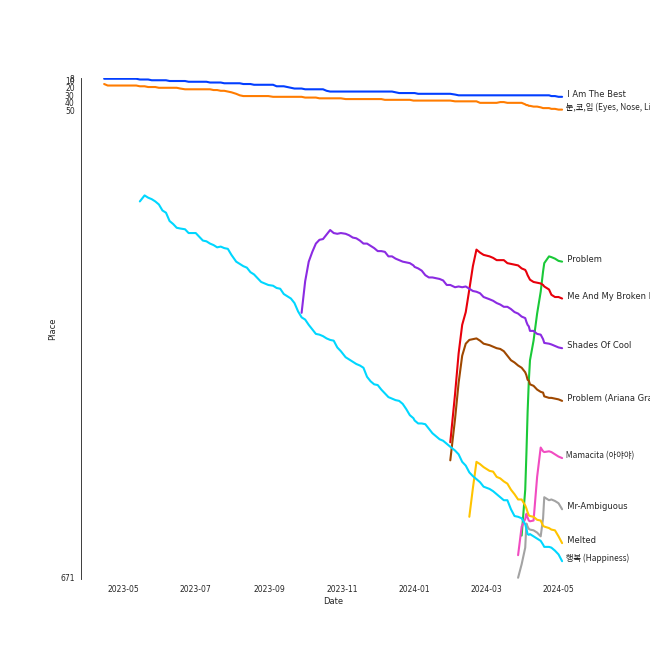 10
20
30
40
50
671
Place
2023-05
2023-07
2023-09
2023-11
2024-01
2024-03
2024-05
Date
I Am The Best
눈,코,입 (Eyes, Nose, Li
Problem
Me And My Broken
Shades Of Cool
Problem (Ariana Gra
Mamacita (아야야)
Mr-Ambiguous
Melted
행복 (Happiness)